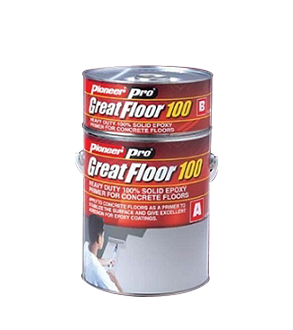 Pioneer Pro
Great Floor 100
HEAVY DUTY 100% SOLID EPOXY
PRIMER FOR CONCRETE FLOORS
B
Pioneer Pro
Great Floor 100
HEAVY DUTY 100% SOLID EPOXY
PRIMER FOR CONCRETE FLOORS
APPLY TO CONCRETE FLOORS AS A PRIMER TO
STABILIZE THE SURFACE AND GIVE EXCELLENT
ADHESION FOR EPOXY COATINGS.
A